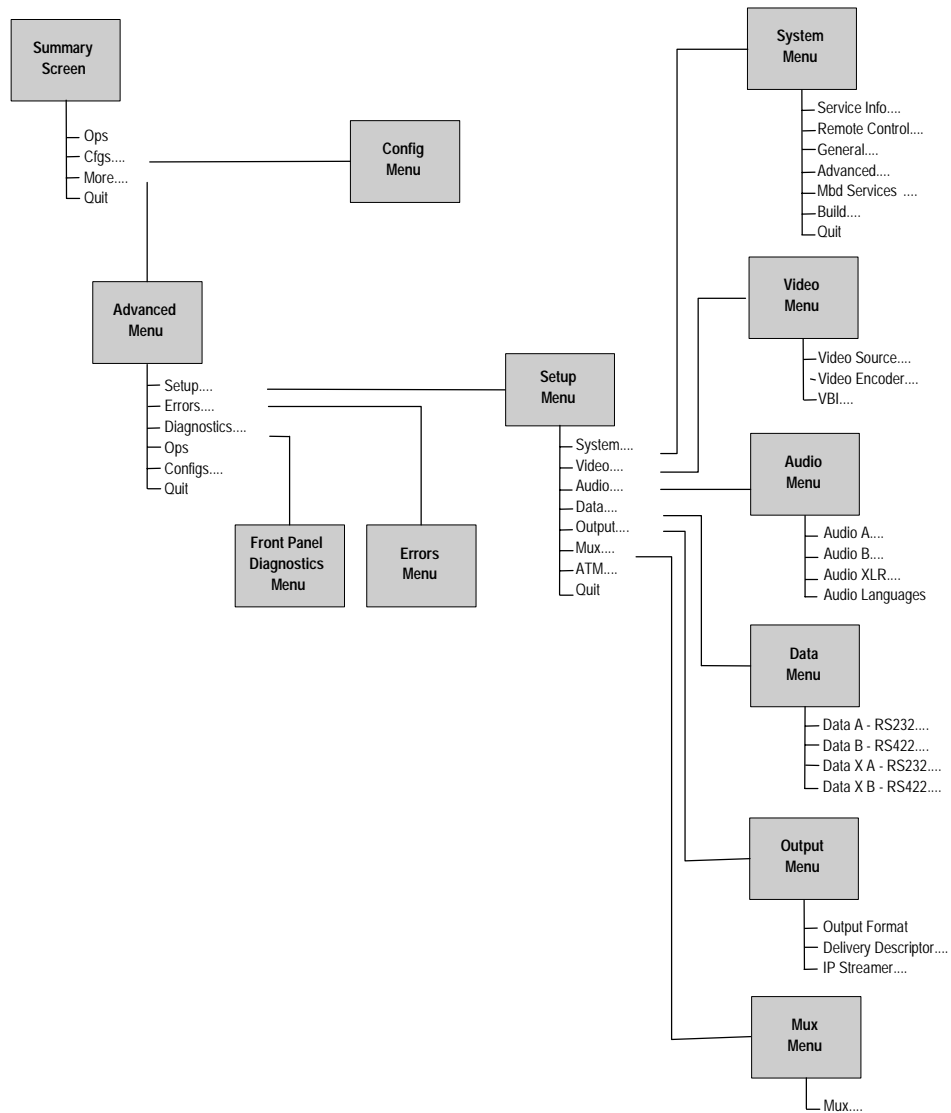 Summary
Screen
Ops
Cfgs....
More....
Quit
Config
Menu
Advanced
Menu
Setup....
Errors....
Diagnostics....
Ops
Configs....
Quit
Front Panel
Diagnostics
Menu
Errors
Menu
Setup
Menu
System....
Video....
Audio....
Data....
Output....
Mux....
ATM....
Quit
System
Menu
Service Info....
Remote Control....
General....
Advanced....
Mbd Services ....
Build....
Quit
Video
Menu
Video Source....
Video Encoder....
VBI....
Audio
Menu
Audio A....
Audio B....
Audio XLR....
Audio Languages
Data
Menu
Data A - RS232....
Data B - RS422....
Data X A - RS232....
Data X B - RS422....
Output
Menu
Output Format
Delivery Descriptor....
IP Streamer....
Mux
Menu
Mux....